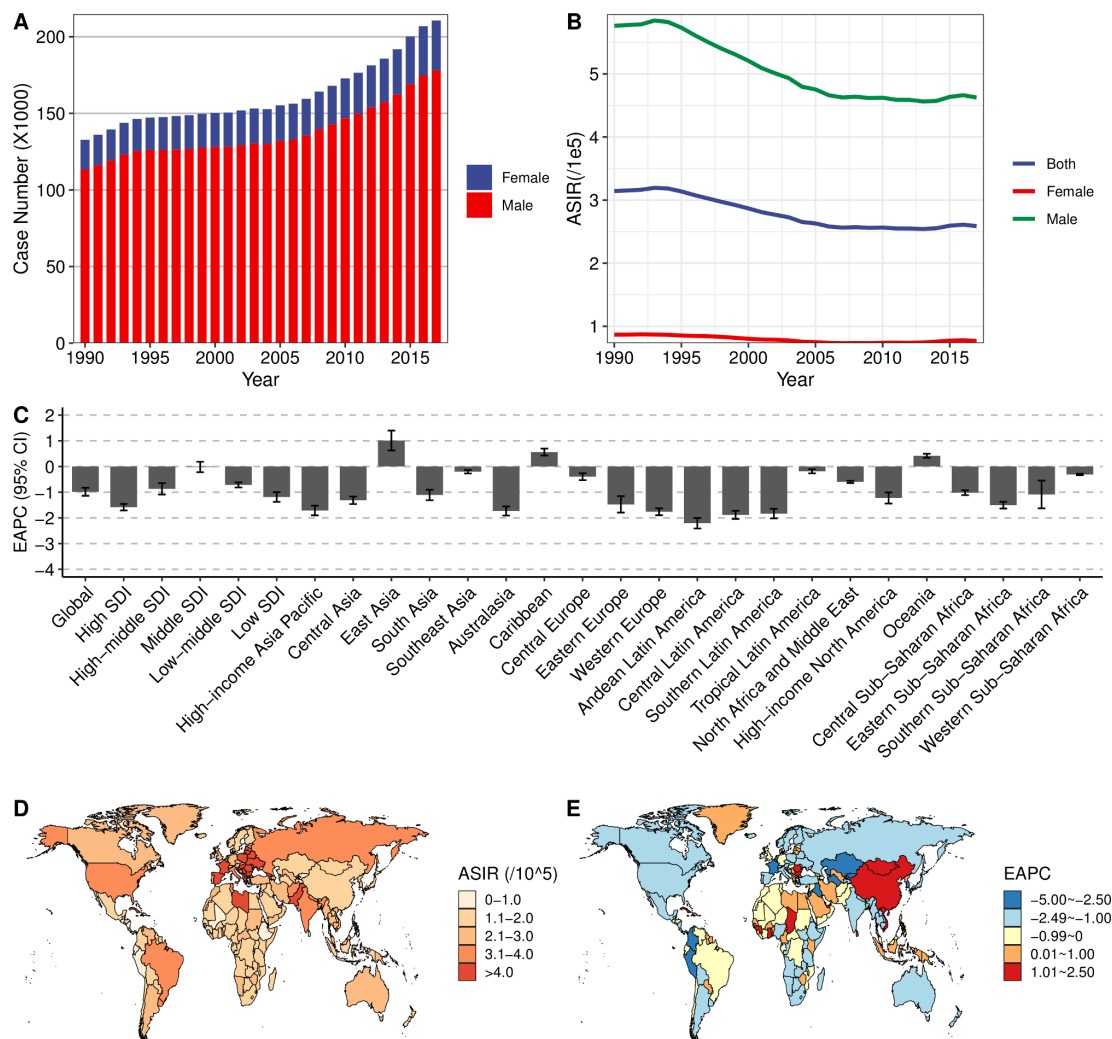 A
Case Number (X1000)
200
150
100
50
0
1990 1995 2000 2005 2010 2015
Year
Female
Male
B
ASIR(/1e5)
5
4
3
2
1
1990 1995 2000 2005 2010 2015
Year
Both
Female
Male
C
EAPC (95% CI)
2
1
0
−1
−2
−3
−4
Global
High SDI
High−middle SDI
Middle SDI
Low−middle SDI
Low SDI
High−income Asia Pacific
Central Asia
East Asia
South Asia
Southeast Asia
Australasia
Caribbean
Central Europe
Eastern Europe
Western Europe
Andean Latin America
Central Latin America
Southern Latin America
Tropical Latin America
North Africa and Middle East
High−income North America
Oceania
Central Sub−Saharan Africa
Eastern Sub−Saharan Africa
Southern Sub−Saharan Africa
Western Sub−Saharan Africa
D
ASIR (/10^5)
0−1.0
1.1−2.0
2.1−3.0
3.1−4.0
>4.0
E
EAPC
−5.00~−2.50
−2.49~−1.00
−0.99~0
0.01~1.00
1.01~2.50